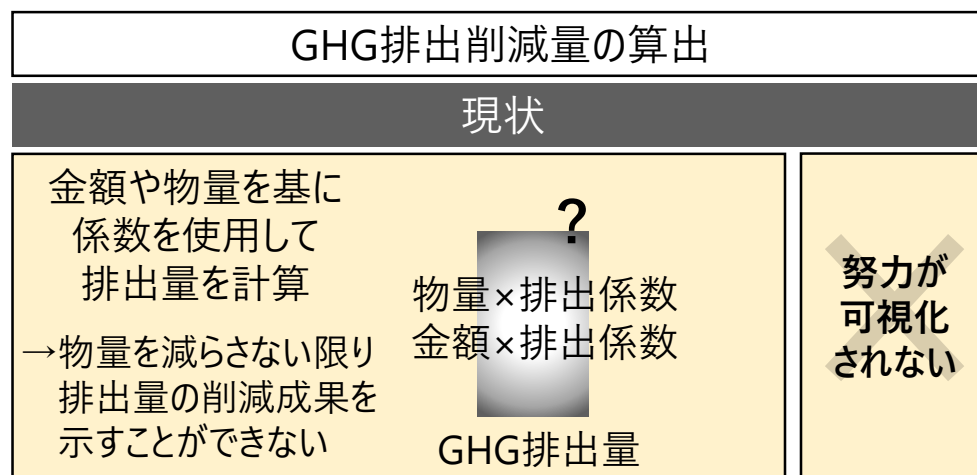 GHG排出削減量の算出
現状
金額や物量を基に
係数を使用して
排出量を計算
→物量を減らさない限り
排出量の削減成果を
示すことができない
?
物量×排出係数
金額×排出係数
GHG排出量
努力が
可視化
されない